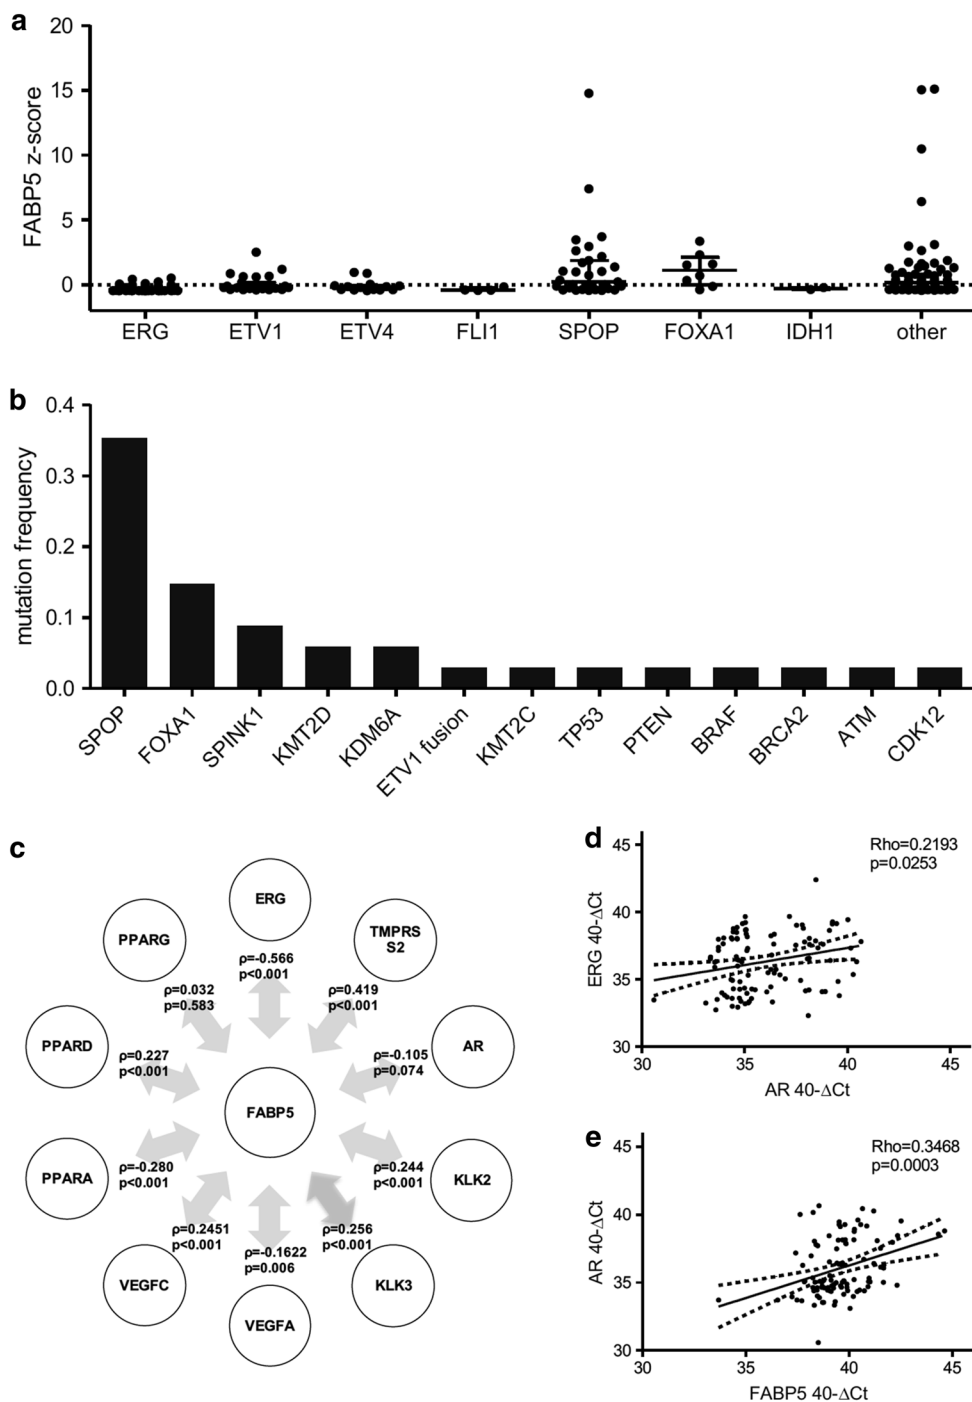 a
20
15
10
5
0
FABP5 z-score
ERG ETV1 ETV4 FLI1 SPOP FOXA1 IDH1 other
b
0.4
0.3
0.2
0.1
0.0
mutation frequency
SPOP FOXA1 SPINK1 KMT2D KDM6A ETV1 fusion KMT2C TP53 PTEN BRAF BRCA2 ATM CDK12
c
ERG
ρ=-0.566
p<0.001
TMPRS
S2
ρ=0.419
p<0.001
AR
ρ=-0.105
p=0.074
KLK2
ρ=0.244
p<0.001
KLK3
ρ=0.256
p<0.001
VEGFA
ρ=-0.1622
p=0.006
VEGFC
ρ=0.2451
p<0.001
PPARA
ρ=-0.280
p<0.001
PPARD
ρ=0.227
p<0.001
PPARG
ρ=0.032
p=0.583
FABP5
d
Rho=0.2193
p=0.0253
45
40
35
30
ERG 40-ΔCt
30 35 40 45
AR 40-ΔCt
e
Rho=0.3468
p=0.0003
45
40
35
30
AR 40-ΔCt
30 35 40 45
FABP5 40-ΔCt